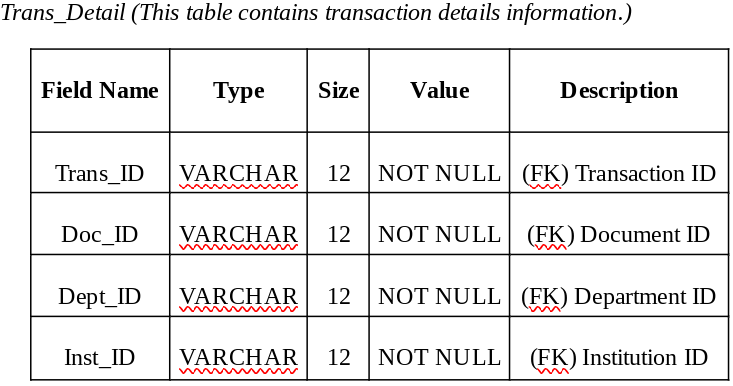 Trans_Detail (This table contains transaction details information.)
Field Name Type Size Value Description
Trans_ID VARCHAR 12 NOT NULL (FK) Transaction ID
Doc_ID VARCHAR 12 NOT NULL (FK) Document ID
Dept_ID VARCHAR 12 NOT NULL (FK) Department ID
Inst_ID VARCHAR 12 NOT NULL (FK) Institution ID